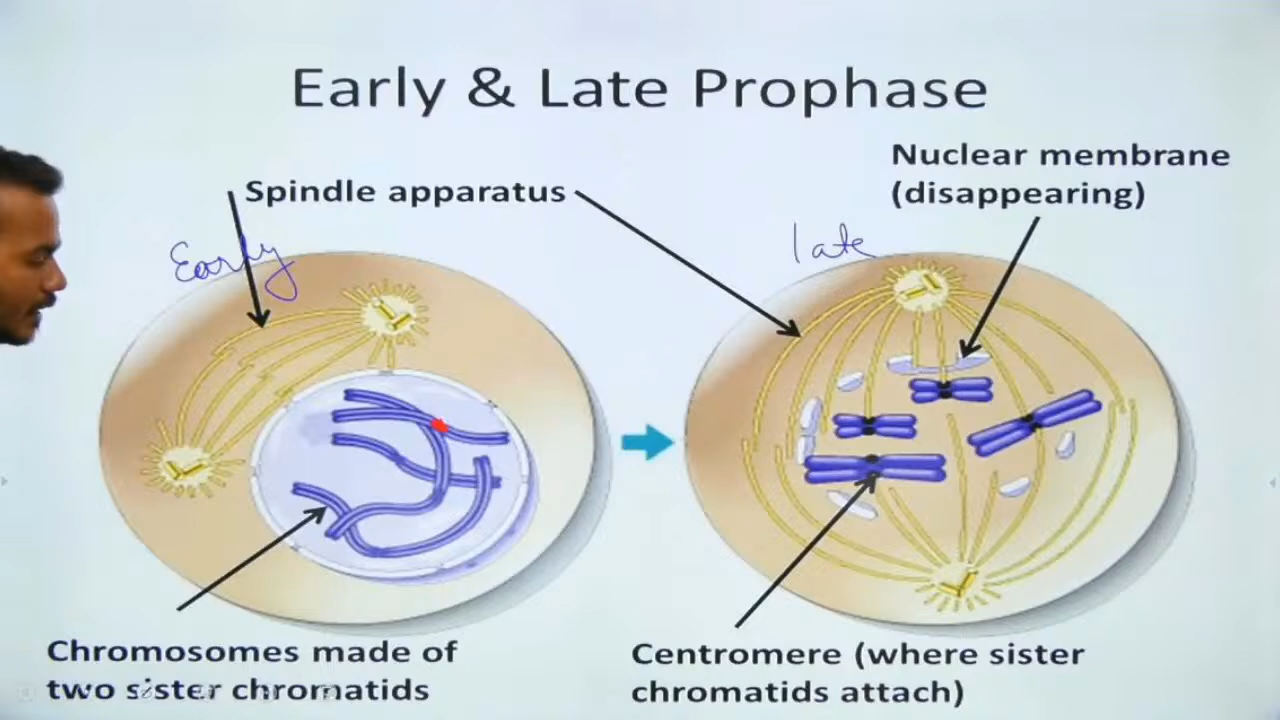 Early & Late Prophase
Nuclear membrane
(disappearing)
Spindle apparatus
Early
late
Chromosomes made of
two sister chromatids
Centromere (where sister
chromatids attach)